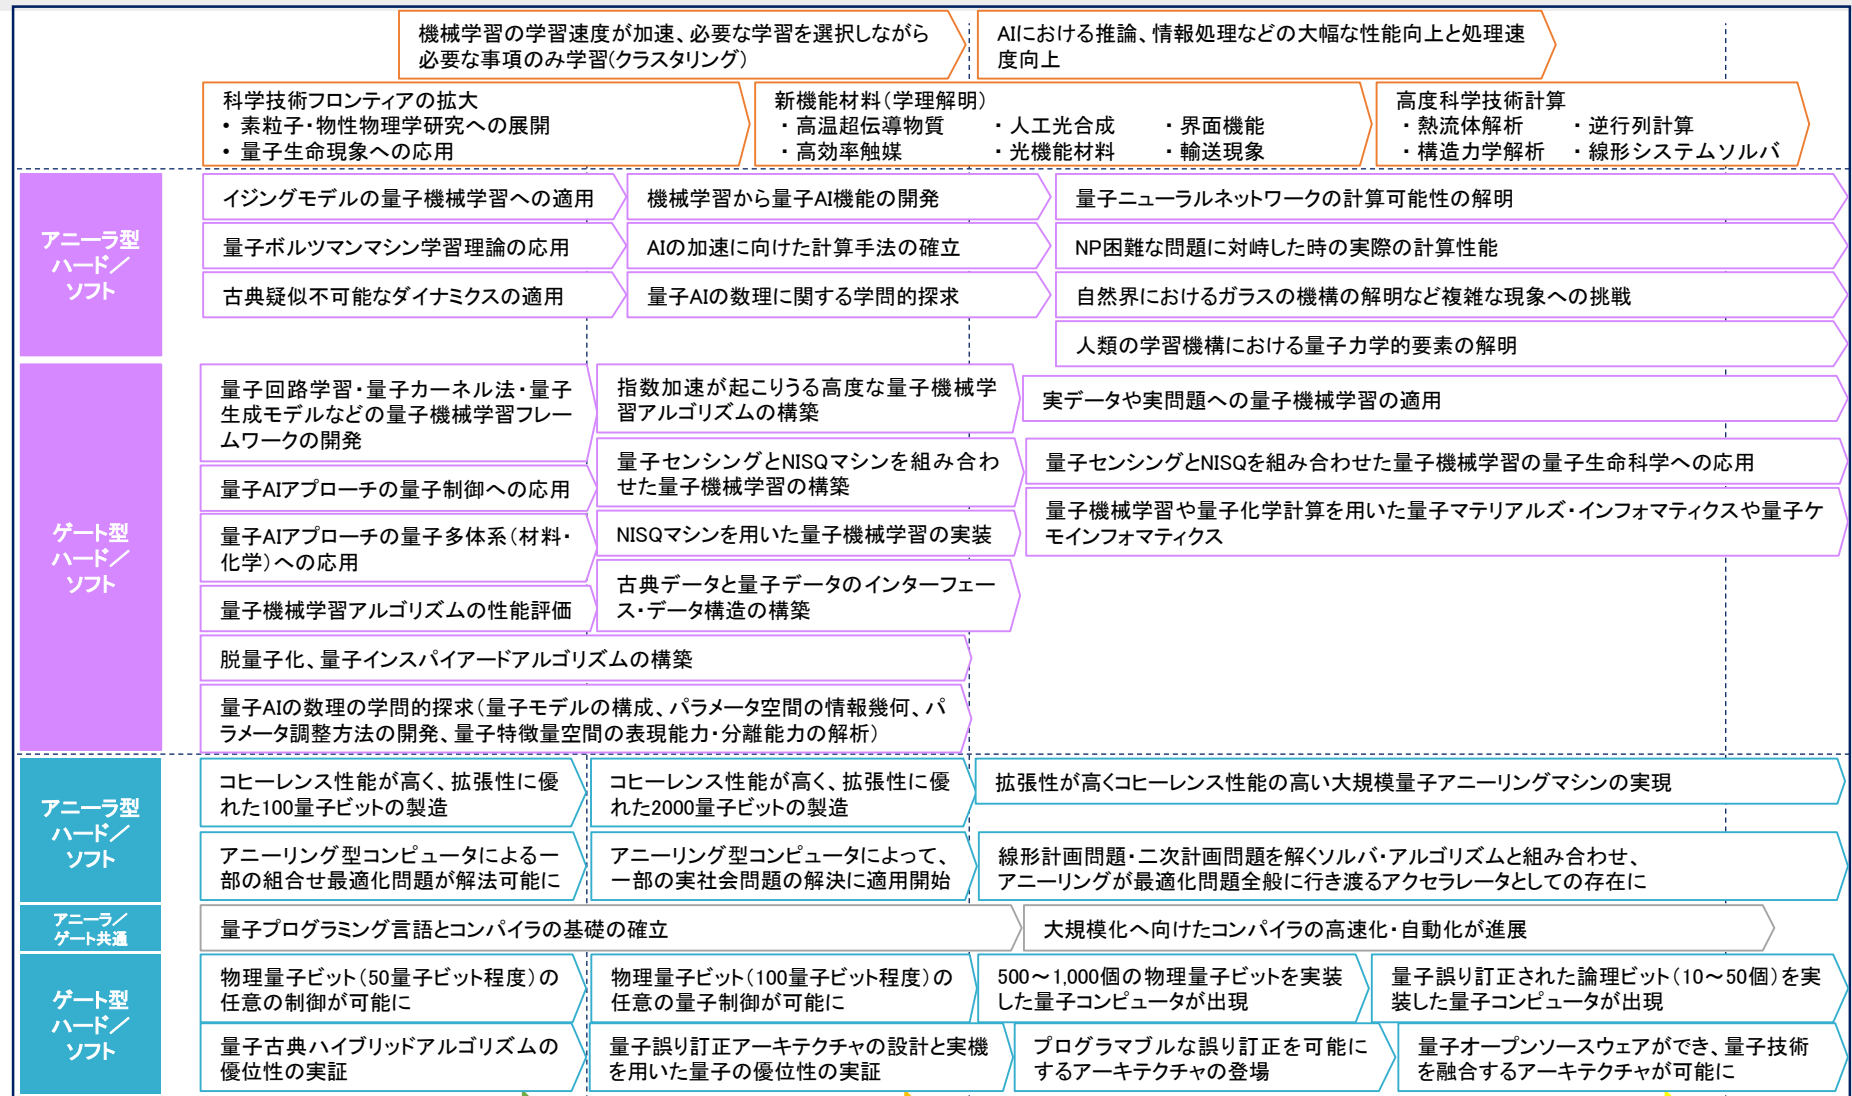 機械学習の学習速度が加速、必要な学習を選択しながら
必要な事項のみ学習(クラスタリング)
AIにおける推論、情報処理などの大幅な性能向上と処理速
度向上
科学技術フロンティアの拡大
• 素粒子・物性物理学研究への展開
• 量子生命現象への応用
新機能材料（学理解明）
・高温超伝導物質 ・人工光合成 ・界面機能
・高効率触媒 ・光機能材料 ・輸送現象
高度科学技術計算
・熱流体解析 ・逆行列計算
・構造力学解析 ・線形システムソルバ
アニーラ型
ハード／
ソフト
イジングモデルの量子機械学習への適用
機械学習から量子AI機能の開発
量子ニューラルネットワークの計算可能性の解明
量子ボルツマンマシン学習理論の応用
AIの加速に向けた計算手法の確立
NP困難な問題に対峙した時の実際の計算性能
古典疑似不可能なダイナミクスの適用
量子AIの数理に関する学問的探求
自然界におけるガラスの機構の解明など複雑な現象への挑戦
人類の学習機構における量子力学的要素の解明
ゲート型
ハード／
ソフト
量子回路学習・量子カーネル法・量子
生成モデルなどの量子機械学習フレー
ムワークの開発
指数加速が起こりうる高度な量子機械学
習アルゴリズムの構築
実データや実問題への量子機械学習の適用
量子AIアプローチの量子制御への応用
量子センシングとNISQマシンを組み合わ
せた量子機械学習の構築
量子センシングとNISQを組み合わせた量子機械学習の量子生命科学への応用
量子AIアプローチの量子多体系（材料・
化学）への応用
NISQマシンを用いた量子機械学習の実装
量子機械学習や量子化学計算を用いた量子マテリアルズ・インフォマティクスや量子ケ
モインフォマティクス
量子機械学習アルゴリズムの性能評価
古典データと量子データのインターフェー
ス・データ構造の構築
脱量子化、量子インスパイアードアルゴリズムの構築
量子AIの数理の学問的探求（量子モデルの構成、パラメータ空間の情報幾何、パ
ラメータ調整方法の開発、量子特徴量空間の表現能力・分離能力の解析）
アニーラ型
ハード／
ソフト
コヒーレンス性能が高く、拡張性に優
れた100量子ビットの製造
コヒーレンス性能が高く、拡張性に優
れた2000量子ビットの製造
拡張性が高くコヒーレンス性能の高い大規模量子アニーリングマシンの実現
アニーリング型コンピュータによる一
部の組合せ最適化問題が解法可能に
アニーリング型コンピュータによって、
一部の実社会問題の解決に適用開始
線形計画問題・二次計画問題を解くソルバ・アルゴリズムと組み合わせ、
アニーリングが最適化問題全般に行き渡るアクセラレータとしての存在に
アニーラ／
ゲート共通
量子プログラミング言語とコンパイラの基礎の確立
大規模化へ向けたコンパイラの高速化・自動化が進展
ゲート型
ハード／
ソフト
物理量子ビット（50量子ビット程度）の
任意の制御が可能に
物理量子ビット（100量子ビット程度）の
任意の量子制御が可能に
500～1,000個の物理量子ビットを実装
した量子コンピュータが出現
量子誤り訂正された論理ビット（10～50個）を実
装した量子コンピュータが出現
量子古典ハイブリッドアルゴリズムの
優位性の実証
量子誤り訂正アーキテクチャの設計と実機
を用いた量子の優位性の実証
プログラマブルな誤り訂正を可能に
するアーキテクチャの登場
量子オープンソースウェアができ、量子技術
を融合するアーキテクチャが可能に